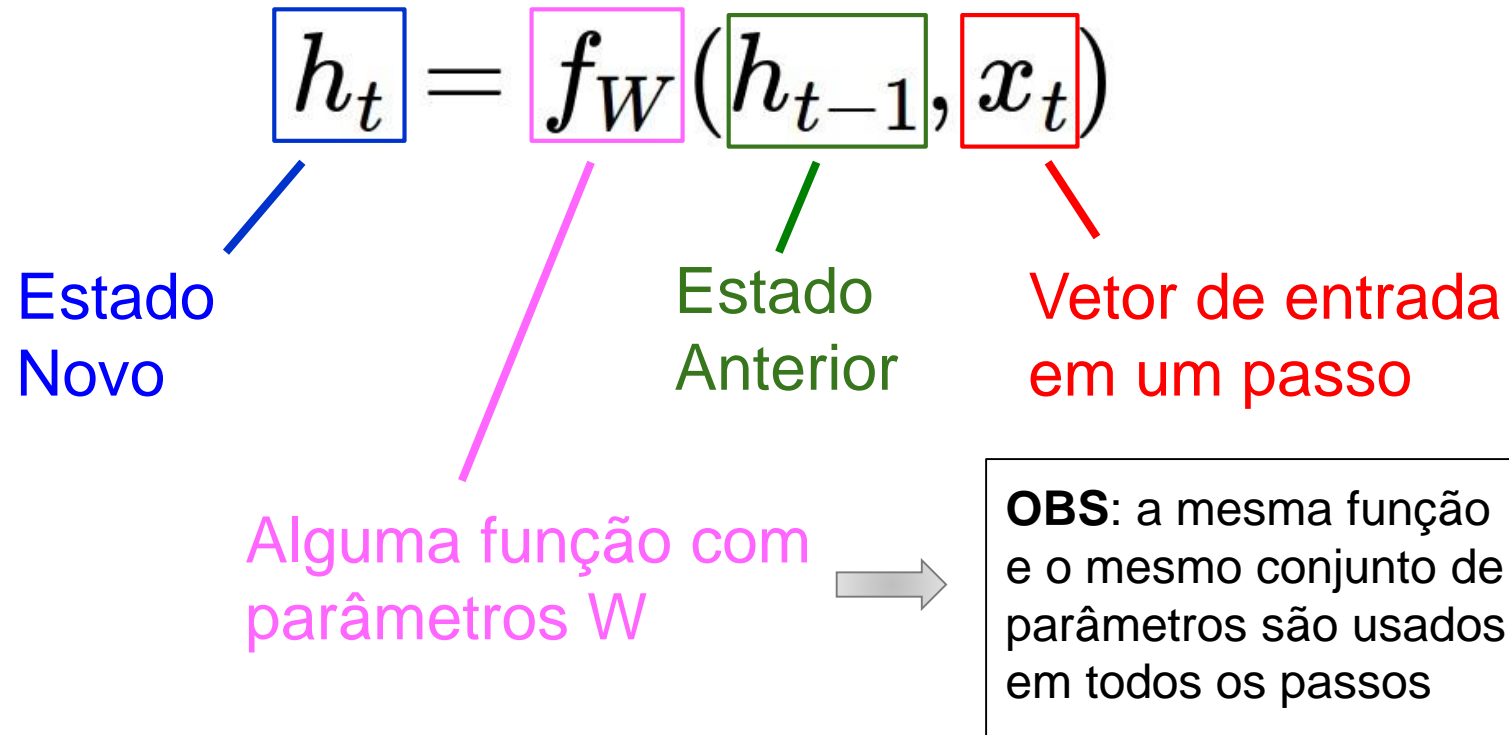 h_t = f_W(h_{t-1}, x_t)
Estado
Novo
Estado
Anterior
Vetor de entrada
em um passo
Alguma função com
parâmetros W
OBS: a mesma função
e o mesmo conjunto de
parâmetros são usados
em todos os passos